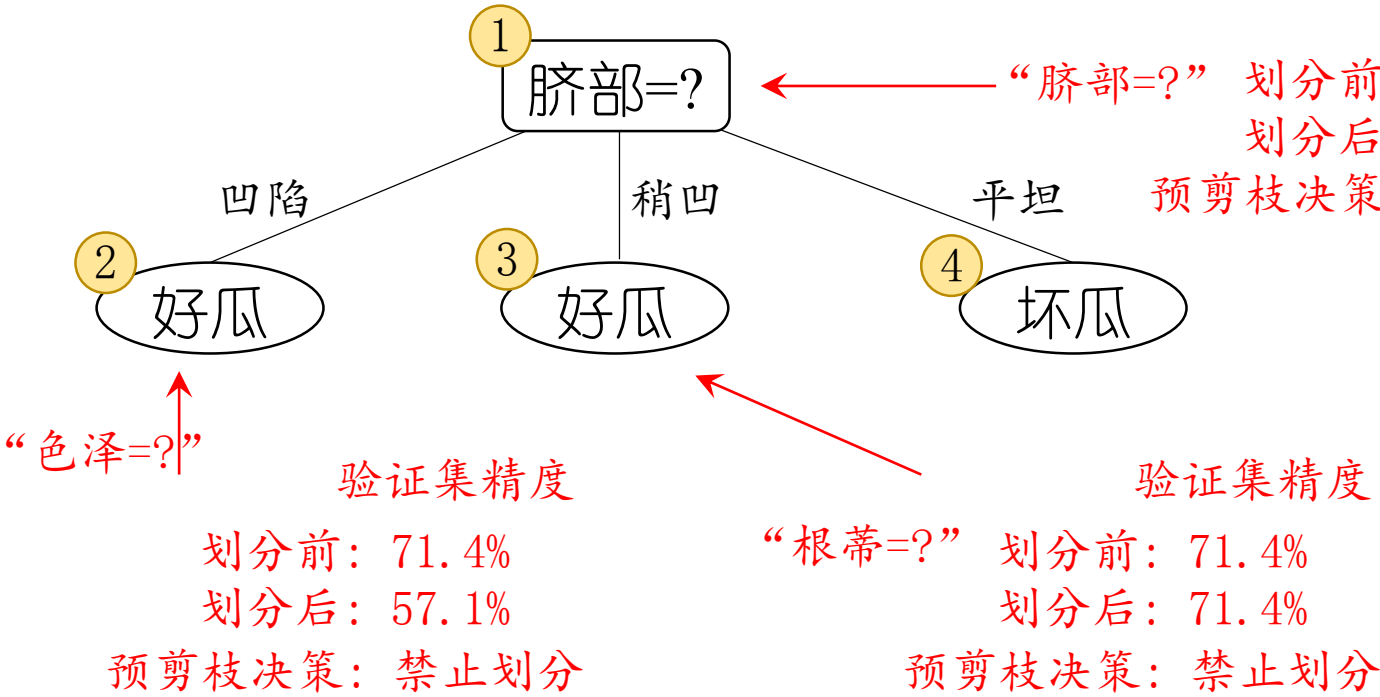 1
脐部=?
“脐部=?” 划分前
划分后
预剪枝决策
凹陷
稍凹
平坦
2
好瓜
3
好瓜
4
坏瓜
“色泽=?”
验证集精度
划分前: 71.4%
划分后: 57.1%
预剪枝决策: 禁止划分
“根蒂=?”
验证集精度
划分前: 71.4%
划分后: 71.4%
预剪枝决策: 禁止划分